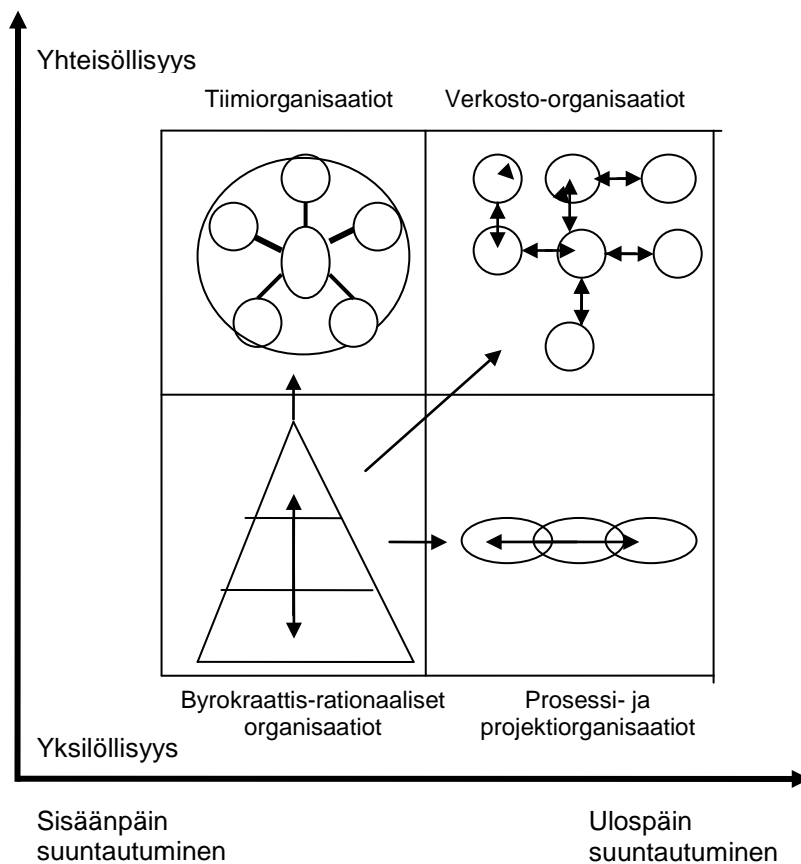 Yhteisöllisyys
Tiimiorganisaatiot
Verkosto-organisaatiot
Byrokraattis-rationaaliset
organisaatiot
Prosessi- ja
projektiorganisaatiot
Yksilöllisyys
Sisäänpäin
suuntautuminen
Ulospäin
suuntautuminen